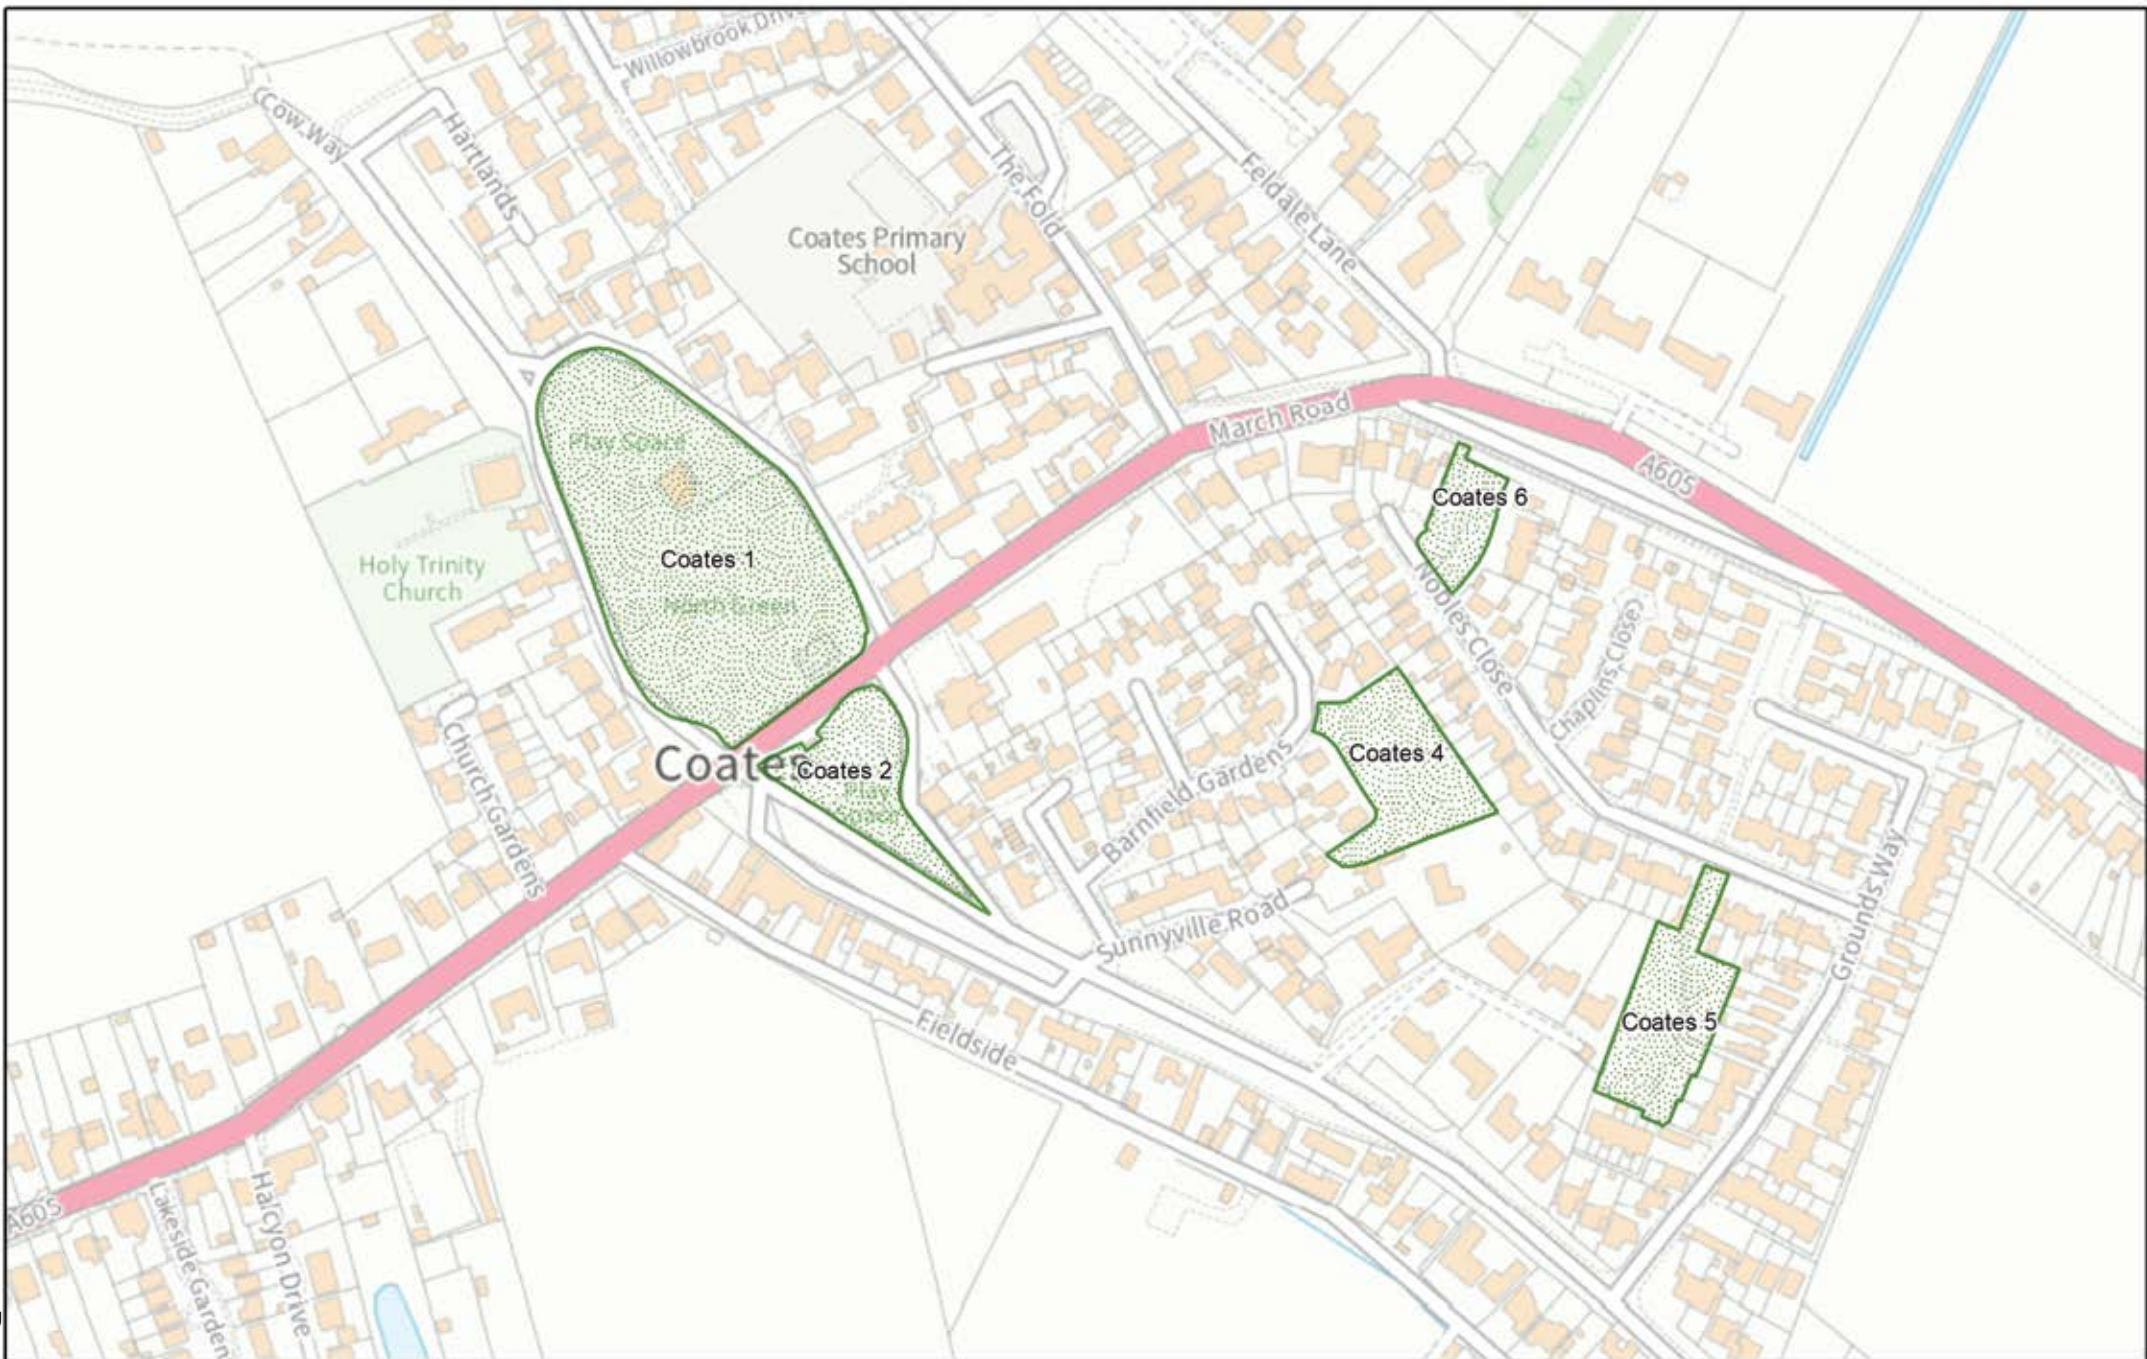 Willowbrook Drive
Cow Way
Hartlands
The Fold
Feldale Lane
Coates Primary
School
March Road
A605
Play Space
Coates 1
North Green
Holy Trinity
Church
Coates 6
Nobles Close
Chaplins Close
Coates
Coates 2
Play
Coates 4
Barnfield Gardens
Church Gardens
Sunnyville Road
Grounds Way
Coates 5
Fieldside
A605
Lakeside Garden
Halcyon Drive